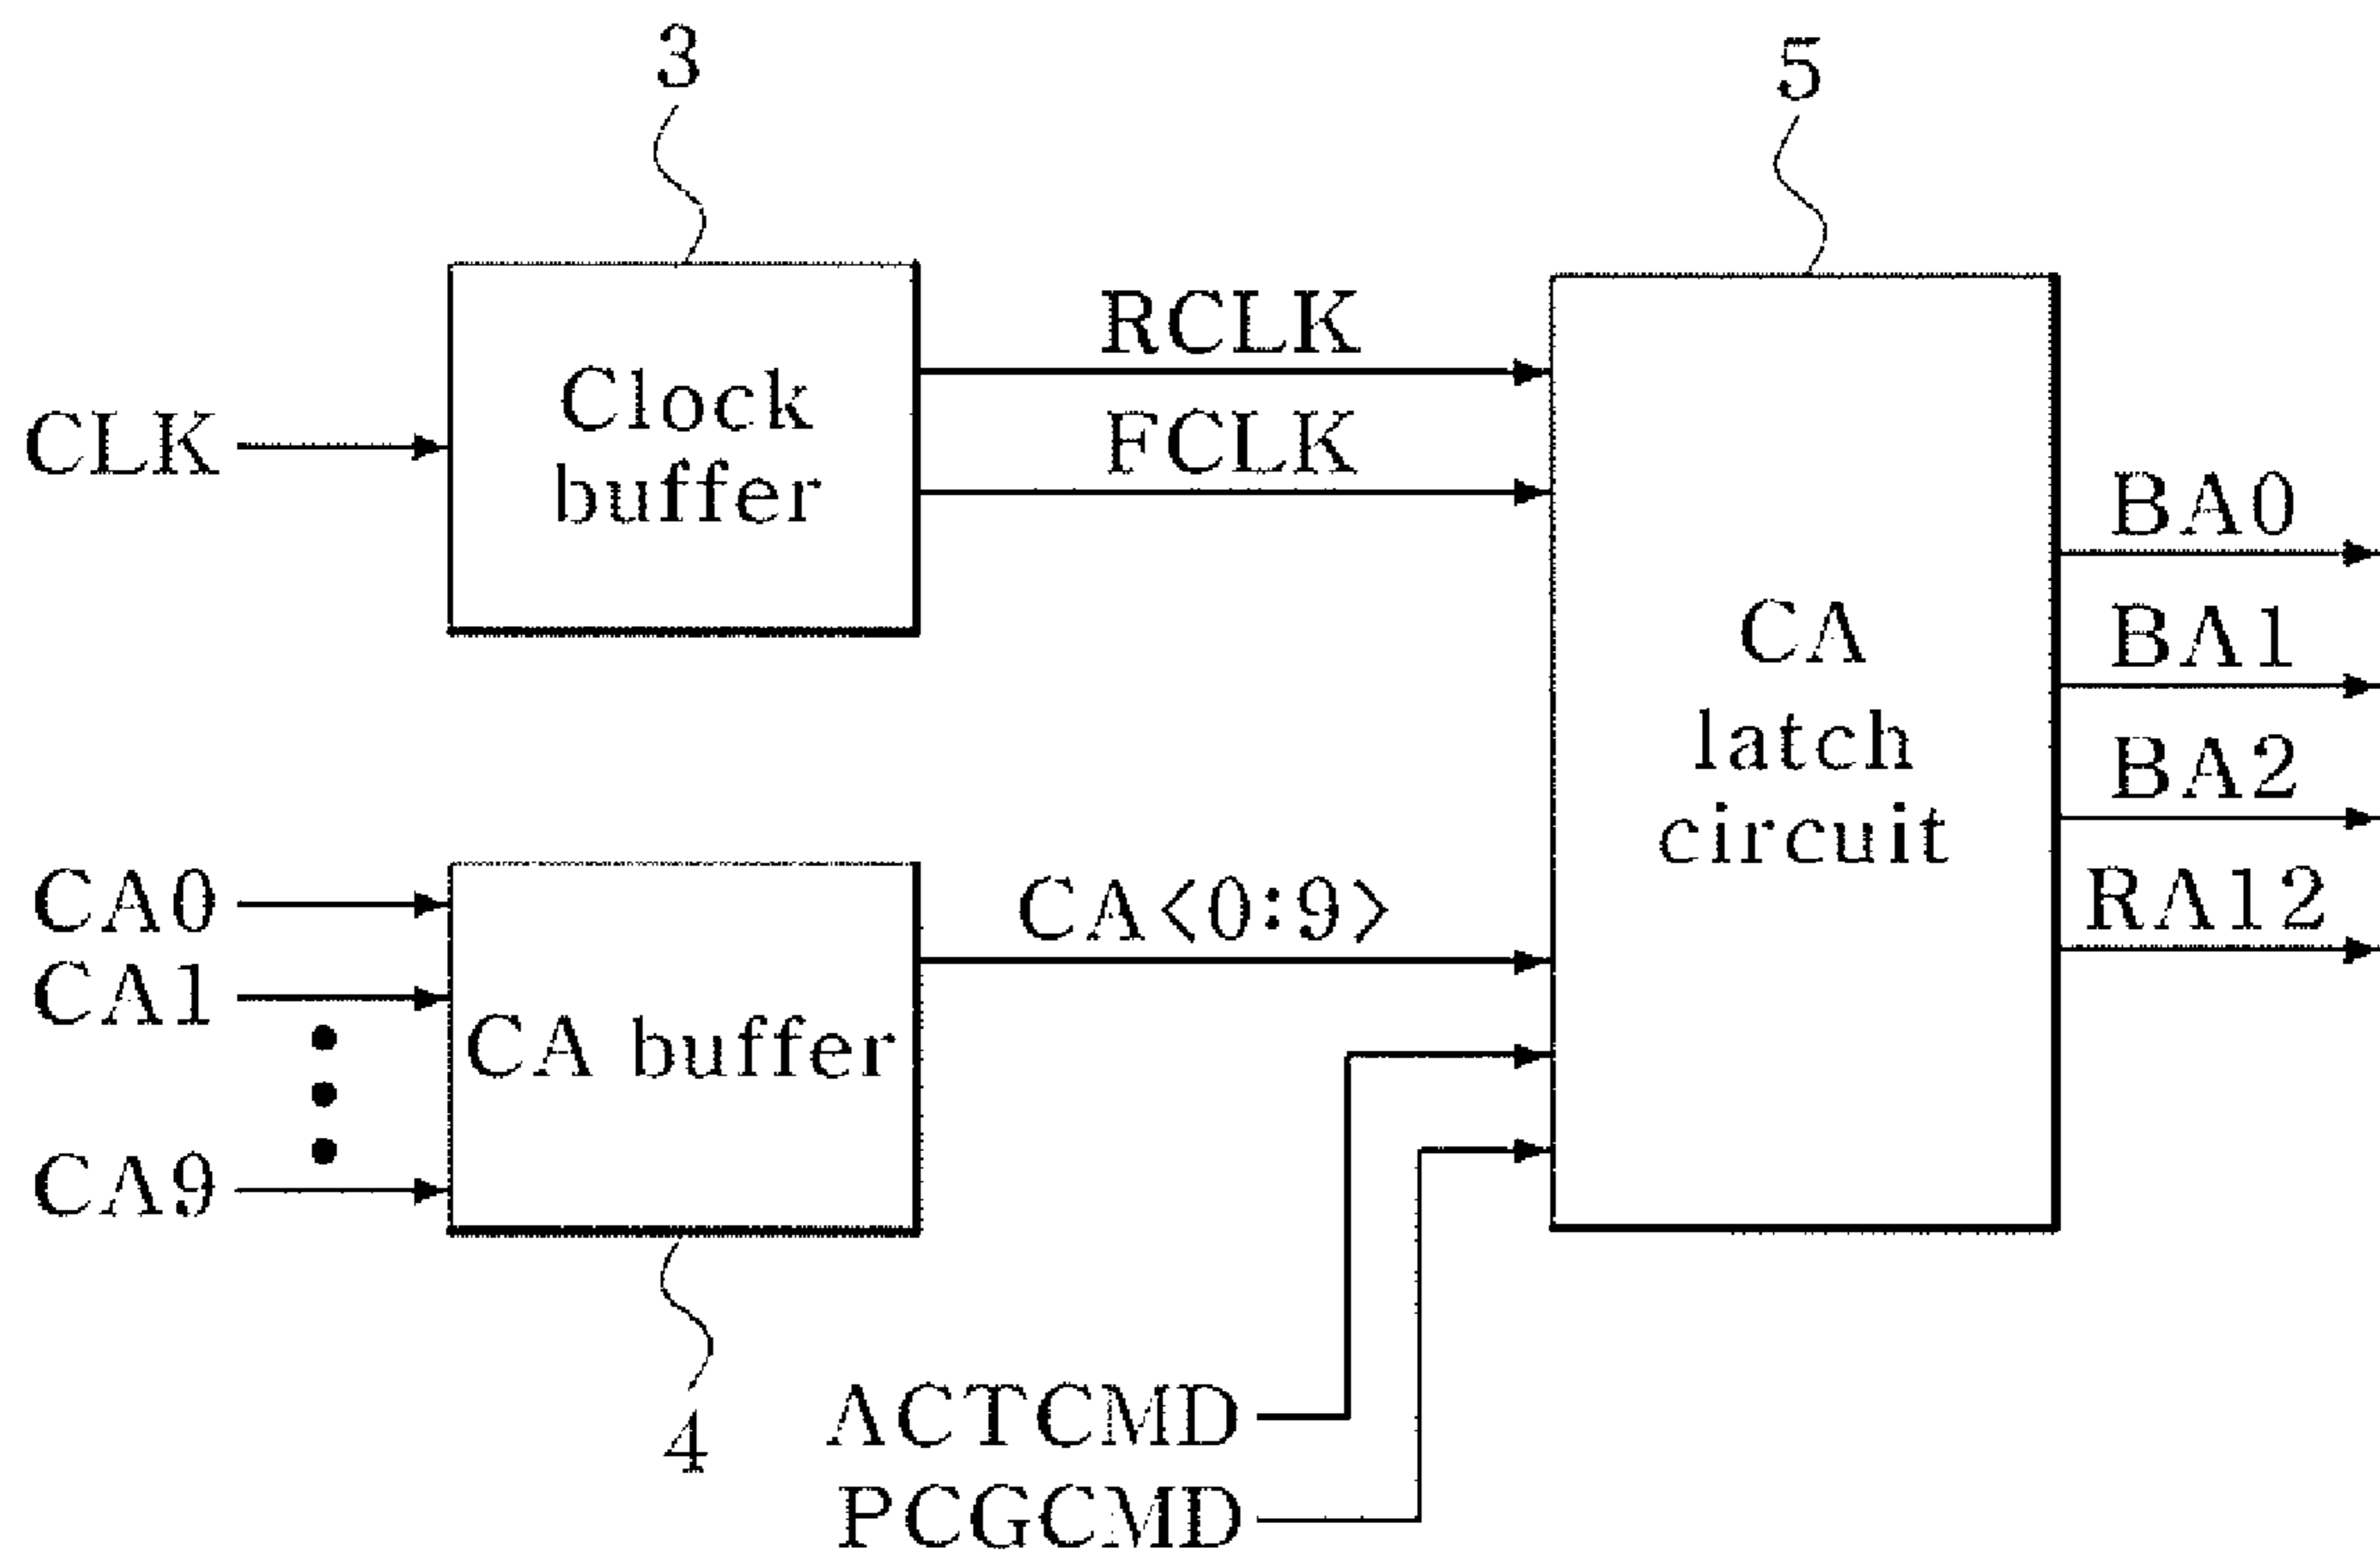 3
5
RCLK
Clock
buffer
CLK
FCLK
BA0
CA
BA1
latch
BA2
circuit
CA0
CA<0:9>
RA12
CA1
CA buffer
CA9
ACTCMD
4
PCGCMD